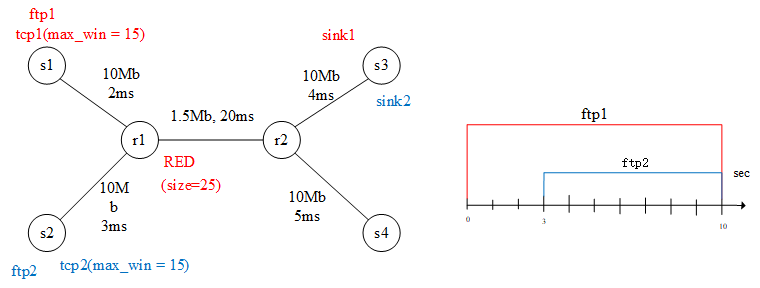 ftp1
tcp1(max_win = 15)
s1
10Mb
2ms
sink1
s3
10Mb
4ms
sink2
1.5Mb, 20ms
r1
r2
RED
(size=25)
10M
b
3ms
10Mb
5ms
s2
s4
ftp2
tcp2(max_win = 15)
ftp1
ftp2
sec
0
3
10